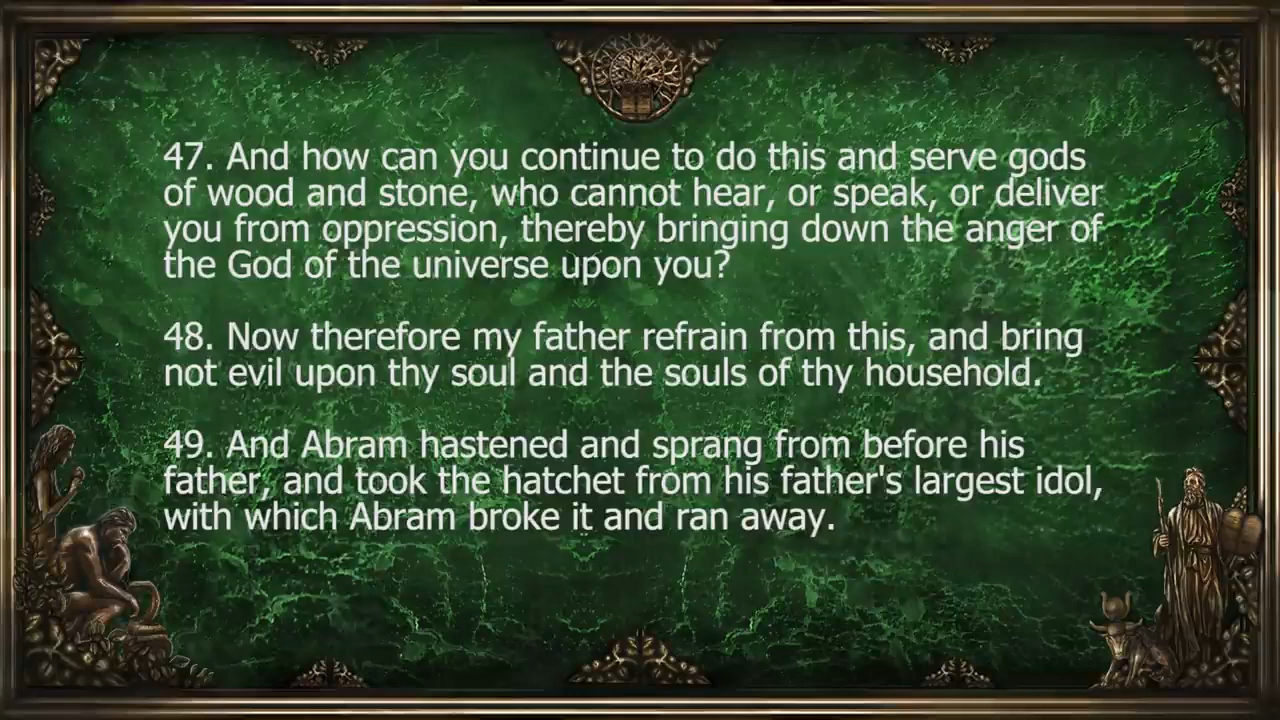 47. And how can you continue to do this and serve gods
of wood and stone, who cannot hear, or speak, or deliver
you from oppression, thereby bringing down the anger of
the God of the universe upon you?
48. Now therefore my father refrain from this, and bring
not evil upon thy soul and the souls of thy household.
49. And Abram hastened and sprang from before his
father, and took the hatchet from his father's largest idol,
with which Abram broke it and ran away.